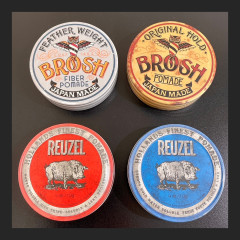 FEATHER WEIGHT
BROSH
FIBER
POMADE
JAPAN MADE
ORIGINAL HOLD
BROSH
POMADE
JAPAN MADE
HOLLANDS FINEST POMADE
REUZEL
HOLLANDS FINEST POMADE
REUZEL